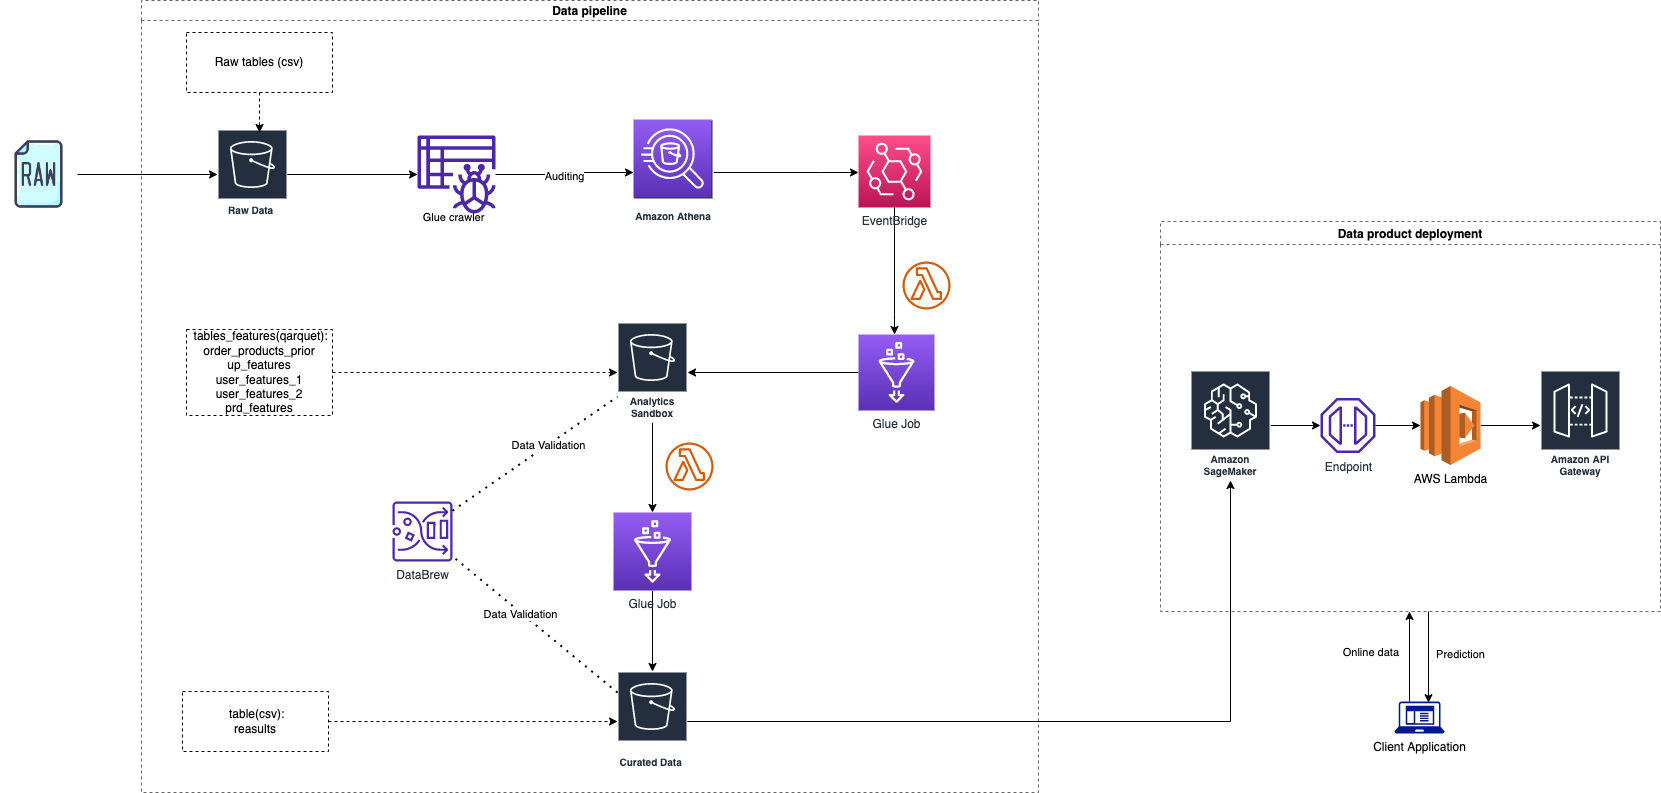 Data pipeline
Raw tables (csv)
RAW
Raw Data
Glue crawler
Auditing
Amazon Athena
EventBridge
Data product deployment
tables_features(qarquet):
order_products_prior
up_features
user_features_1
user_features_2
prd_features
Analytics
Sandbox
Glue Job
Data Validation
Amazon
SageMaker
Endpoint
AWS Lambda
Amazon API
Gateway
DataBrew
Glue Job
Data Validation
Online data
Prediction
table(csv):
reasults
Curated Data
Client Application